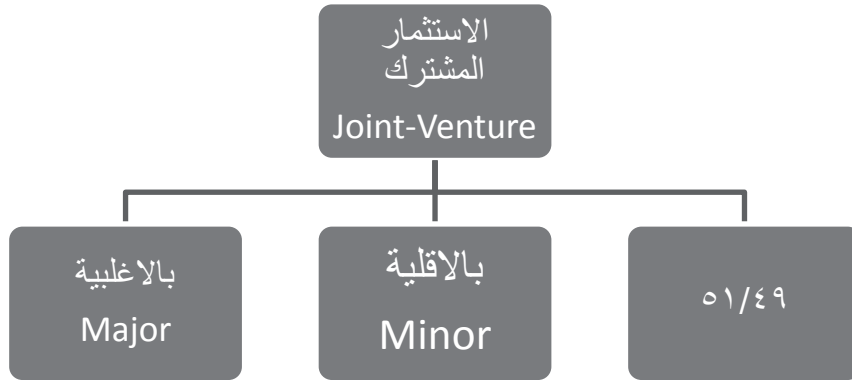 الاستثمار
المشترك
Joint-Venture
بالاغلبية
Major
بالاقلية
Minor
٥١/٤٩